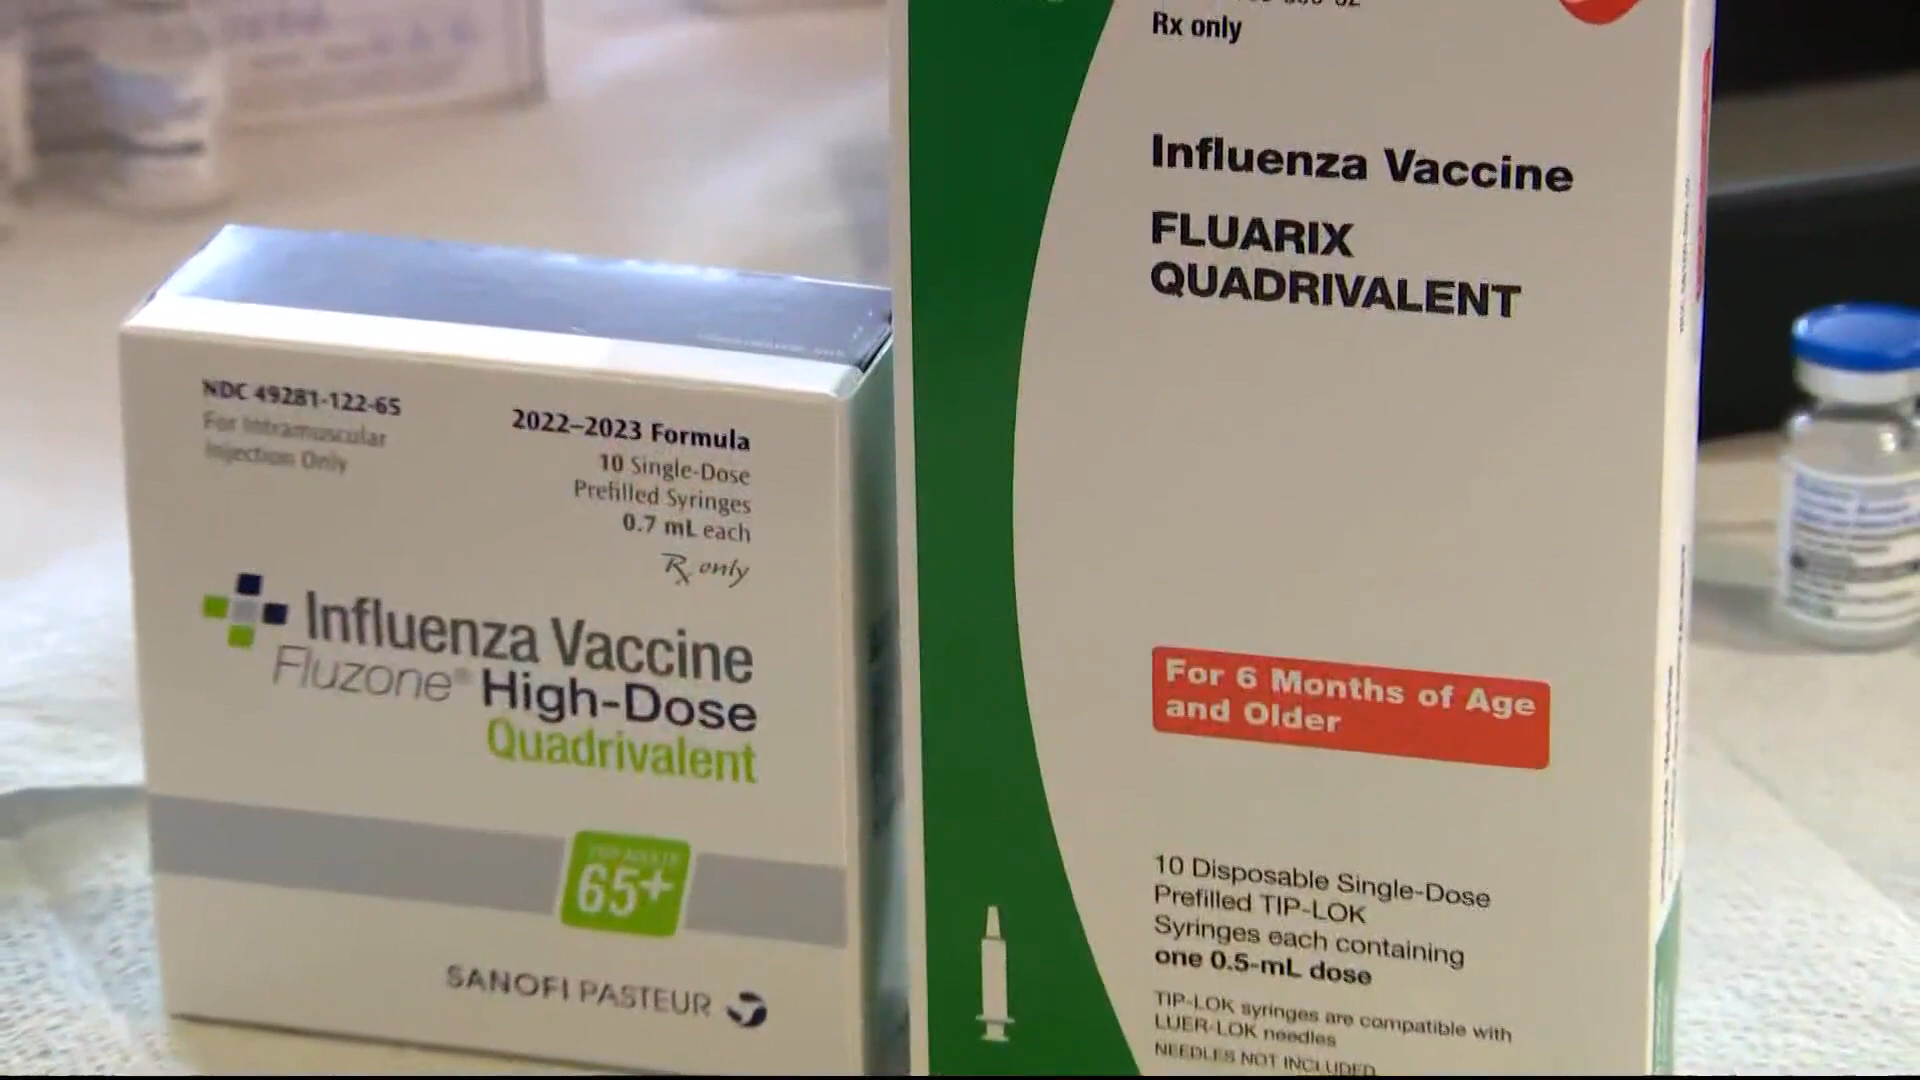 NDC 49281-122-65
For Intramuscular
Injection Only
2022–2023 Formula
10 Single-Dose
Prefilled Syringes
0.7 mL each
Rx only
Influenza Vaccine
Fluzone® High-Dose
Quadrivalent
FOR ADULTS
65+
SANOFI PASTEUR
Rx only
Influenza Vaccine
FLUARIX
QUADRIVALENT
For 6 Months of Age
and Older
10 Disposable Single-Dose
Prefilled TIP-LOK
Syringes each containing
one 0.5-mL dose
TIP-LOK syringes are compatible with
LUER-LOK needles
NEEDLES NOT INCLUDED